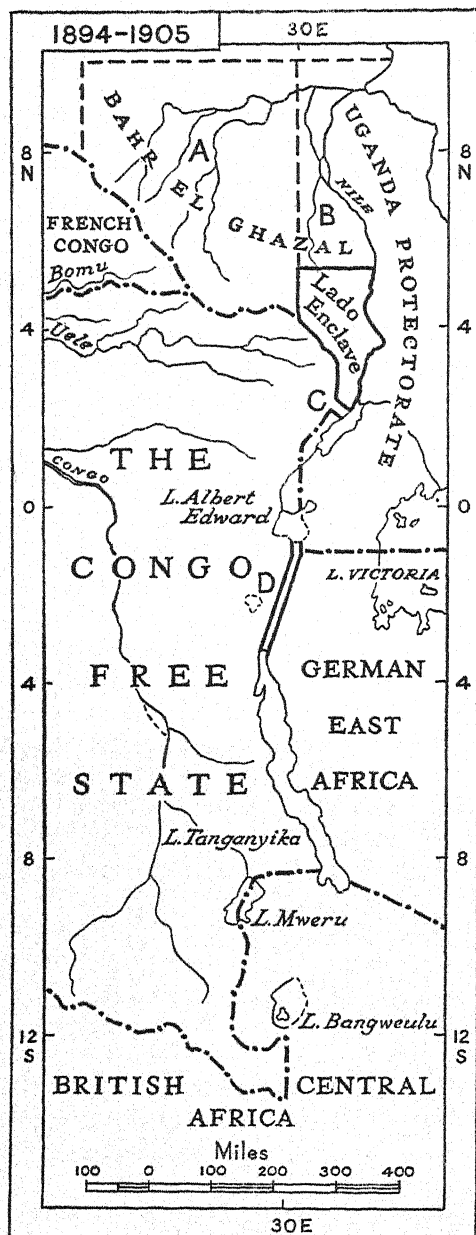 1894-1905
30E
BAHR EL GHAZAL
A
B
8
N
8
N
UGANDA PROTECTORATE
NILE
FRENCH
CONGO
Bomu
Lado
Enclave
4
4
Uele
C
THE
CONGO
0
0
L.Albert
Edward
CONGO
D
L.VICTORIA
FREE
GERMAN
4
4
EAST
STATE
AFRICA
L.Tanganyika
8
8
L.Mweru
L.Bangweulu
12
S
12
S
BRITISH CENTRAL
AFRICA
Miles
100 0 100 200 300 400
30E